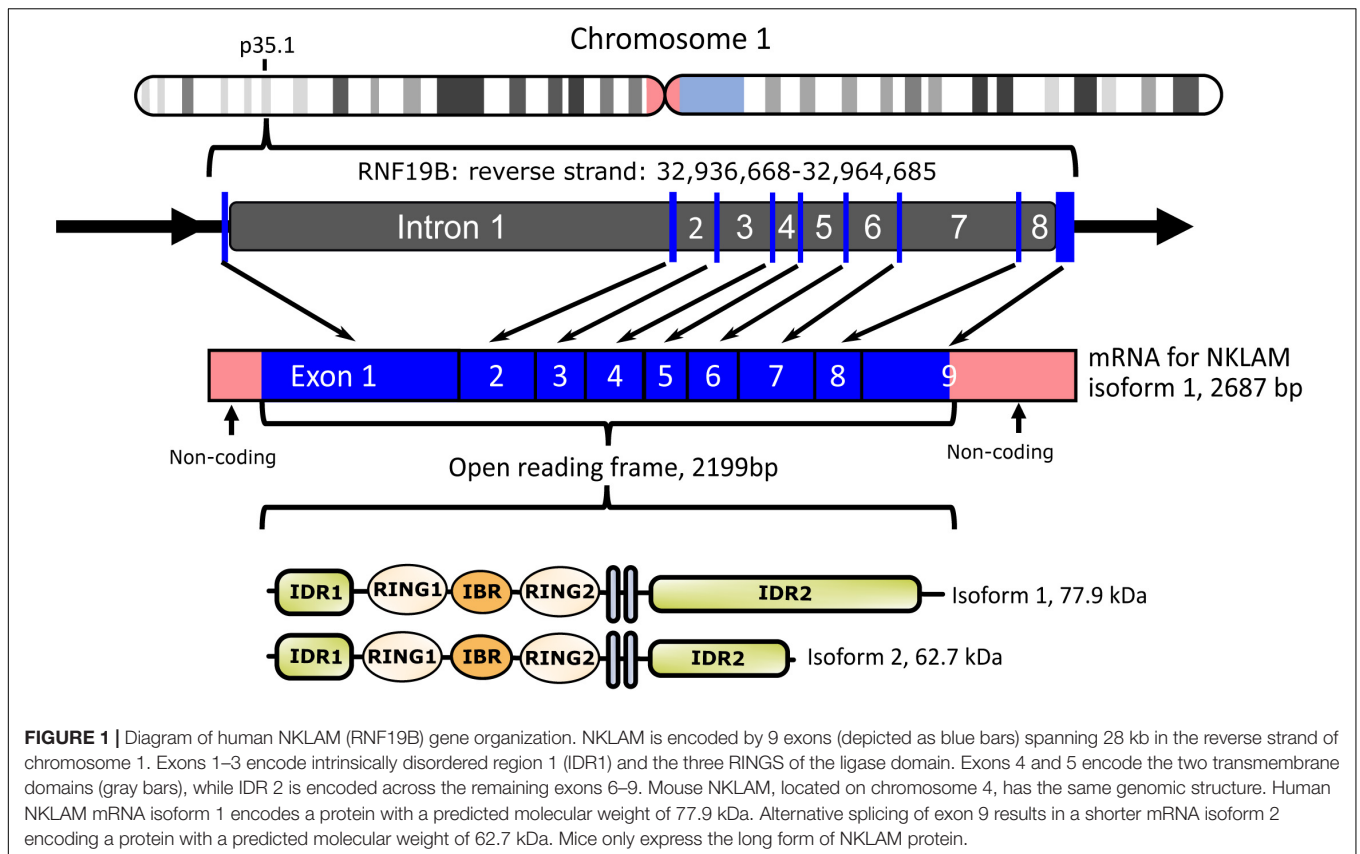 p35.1
Chromosome 1
RNF19B: reverse strand: 32,936,668-32,964,685
Intron 1 2 3 4 5 6 7 8
Exon 1 2 3 4 5 6 7 8 9
mRNA for NKLAM
isoform 1, 2687 bp
Non-coding
Non-coding
Open reading frame, 2199bp
IDR1 RING1 IBR RING2 IDR2 Isoform 1, 77.9 kDa
IDR1 RING1 IBR RING2 IDR2 Isoform 2, 62.7 kDa
FIGURE 1 | Diagram of human NKLAM (RNF19B) gene organization. NKLAM is encoded by 9 exons (depicted as blue bars) spanning 28 kb in the reverse strand of
chromosome 1. Exons 1–3 encode intrinsically disordered region 1 (IDR1) and the three RINGS of the ligase domain. Exons 4 and 5 encode the two transmembrane
domains (gray bars), while IDR 2 is encoded across the remaining exons 6–9. Mouse NKLAM, located on chromosome 4, has the same genomic structure. Human
NKLAM mRNA isoform 1 encodes a protein with a predicted molecular weight of 77.9 kDa. Alternative splicing of exon 9 results in a shorter mRNA isoform 2
encoding a protein with a predicted molecular weight of 62.7 kDa. Mice only express the long form of NKLAM protein.